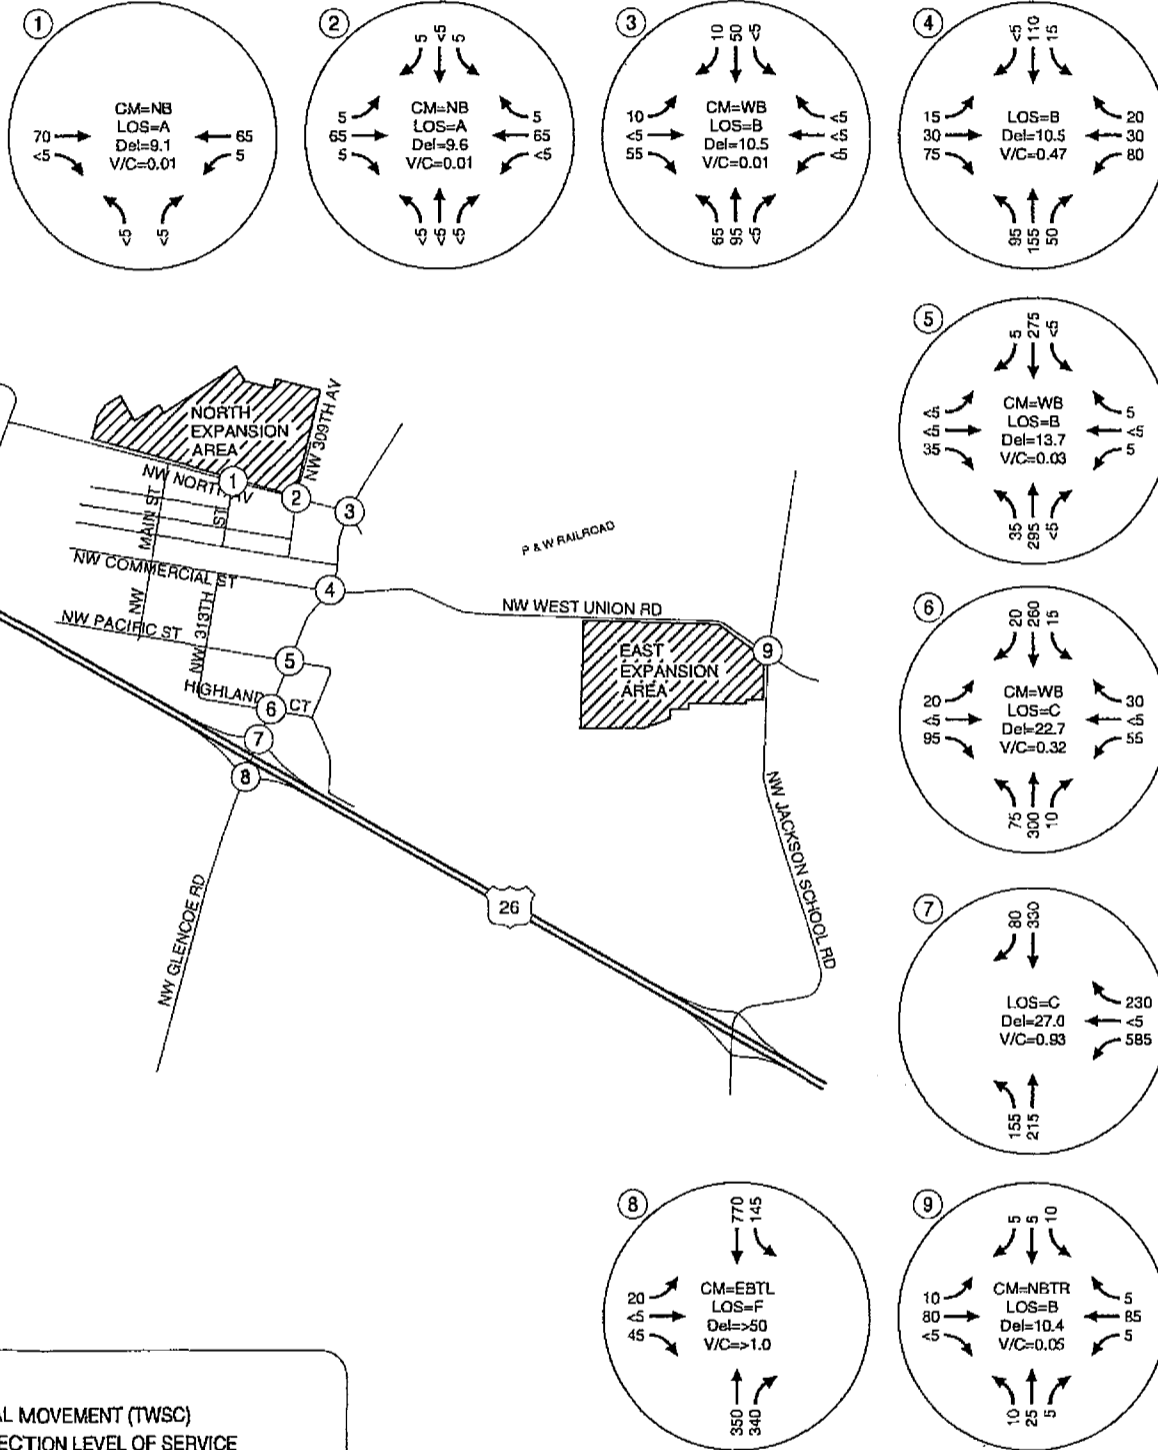 1
CM=NB
LOS=A
Del=9.1
V/C=0.01
70
<5
65
5
<5
<5
2
5
<5
5
5
65
5
CM=NB
LOS=A
Del=9.6
V/C=0.01
5
65
<5
<5
<5
<5
3
10
50
<5
10
<5
55
CM=WB
LOS=B
Del=10.5
V/C=0.01
<5
<5
<5
65
95
<5
4
<5
110
15
15
30
75
LOS=B
Del=10.5
V/C=0.47
20
30
80
95
155
50
5
5
275
<5
<5
<5
35
CM=WB
LOS=B
Del=13.7
V/C=0.03
5
<5
5
35
295
<5
NORTH
EXPANSION
AREA
NW 309TH AV
NW NORTH AV
1
2
3
MAIN ST
NW
ST
NW COMMERCIAL ST
4
NW 313TH ST
NW PACIFIC ST
5
HIGHLAND CT
6
7
8
P & W RAILROAD
NW WEST UNION RD
EAST
EXPANSION
AREA
9
26
NW GLENCOE RD
NW JACKSON SCHOOL RD
6
20
260
15
20
<5
95
CM=WB
LOS=C
Del=22.7
V/C=0.32
30
<5
55
75
300
10
7
80
330
LOS=C
Del=27.0
V/C=0.93
230
<5
585
155
215
8
770
145
20
<5
45
CM=EBTL
LOS=F
Del=>50
V/C=>1.0
350
340
9
5
5
10
10
80
<5
CM=NBTR
LOS=B
Del=10.4
V/C=0.05
5
85
5
10
25
5
AL MOVEMENT (TWSC)
ECTION LEVEL OF SERVICE